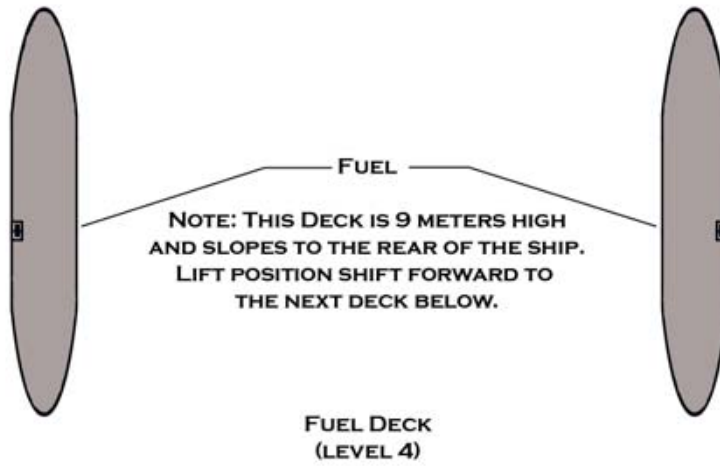 FUEL
NOTE: THIS DECK IS 9 METERS HIGH
AND SLOPES TO THE REAR OF THE SHIP.
LIFT POSITION SHIFT FORWARD TO
THE NEXT DECK BELOW.
FUEL DECK
(LEVEL 4)